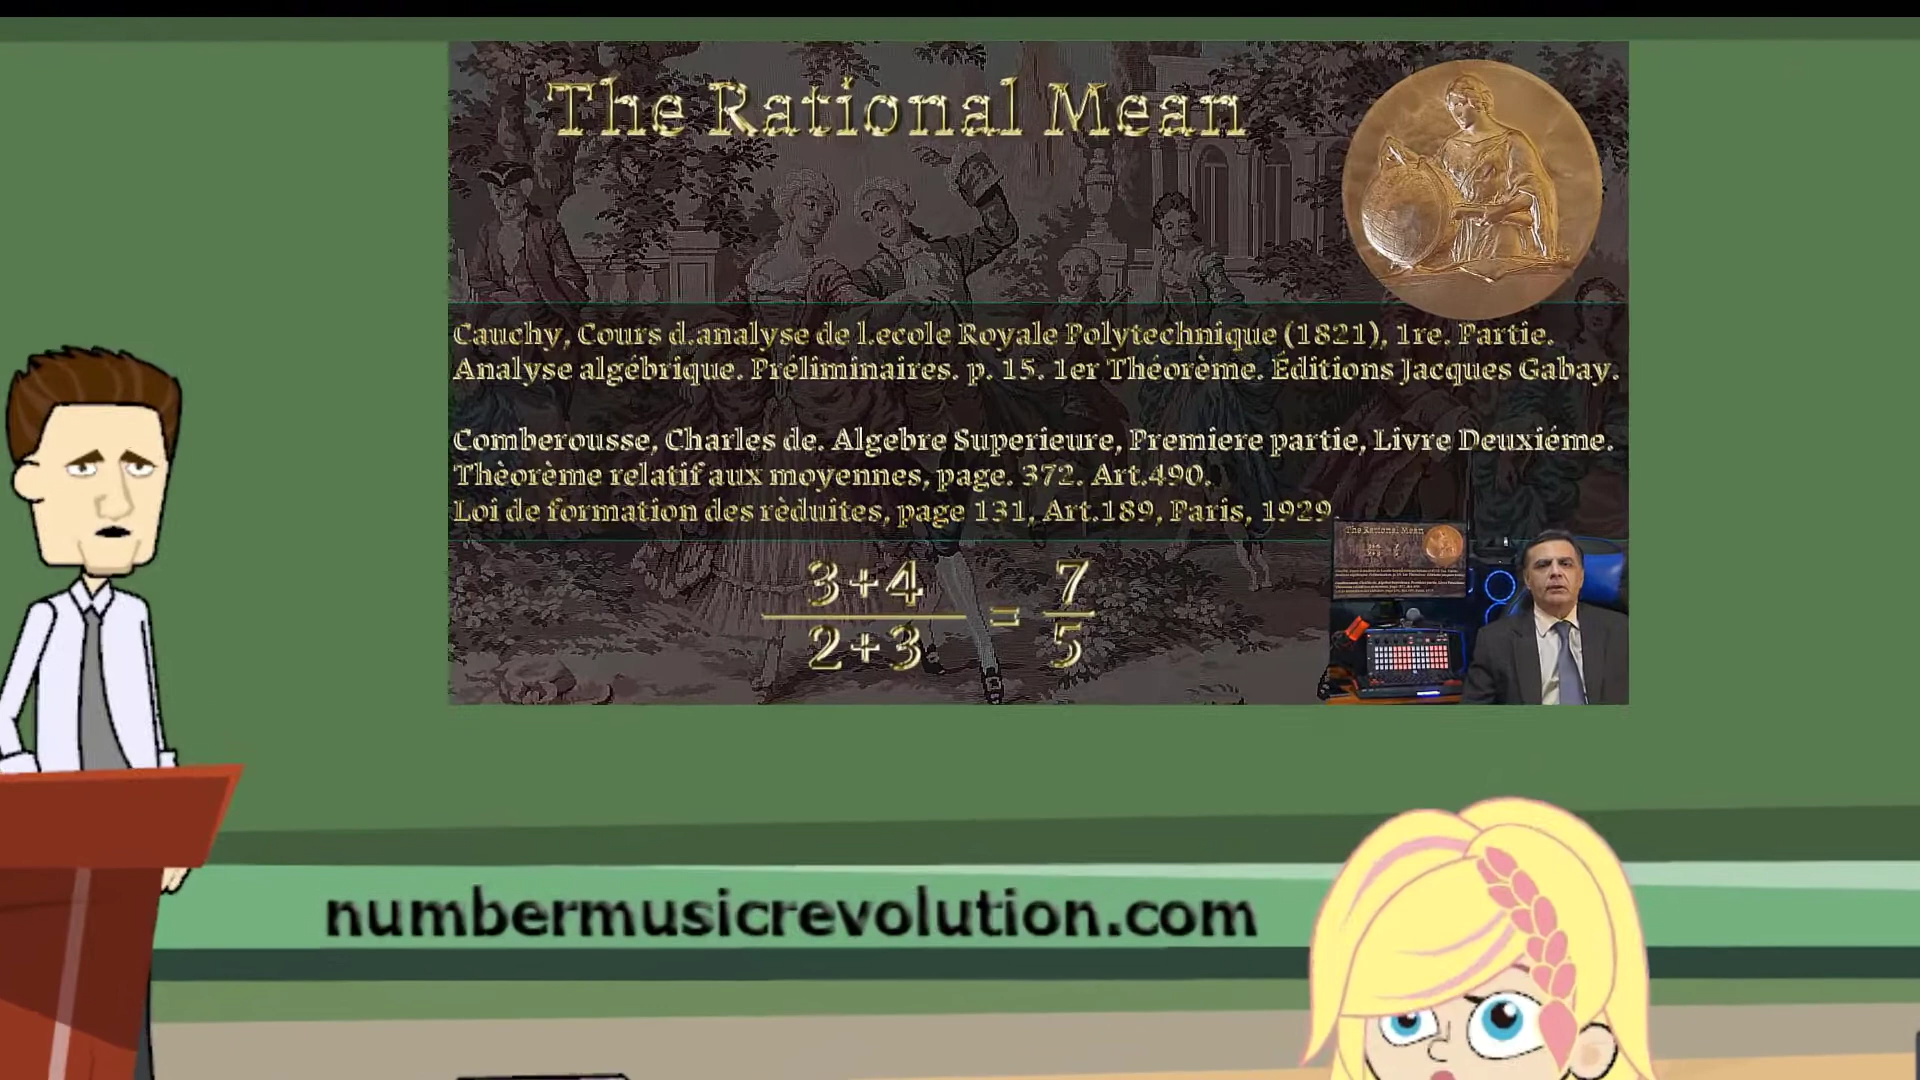 The Rational Mean
Cauchy, Cours d.analyse de l.ecole Royale Polytechnique (1821), 1re. Partie.
Analyse algébrique. Préliminaires. p. 15. 1er Théorème. Éditions Jacques Gabay.
Comberousse, Charles de. Algebre Superieure, Premiere partie, Livre Deuxiéme.
Thèorème relatif aux moyennes, page. 372. Art.490.
Loi de formation des rèduites, page 131, Art.189, Paris, 1929.
3+4 = 7
2+3 5
The Rational Mean
numbermusicrevolution.com